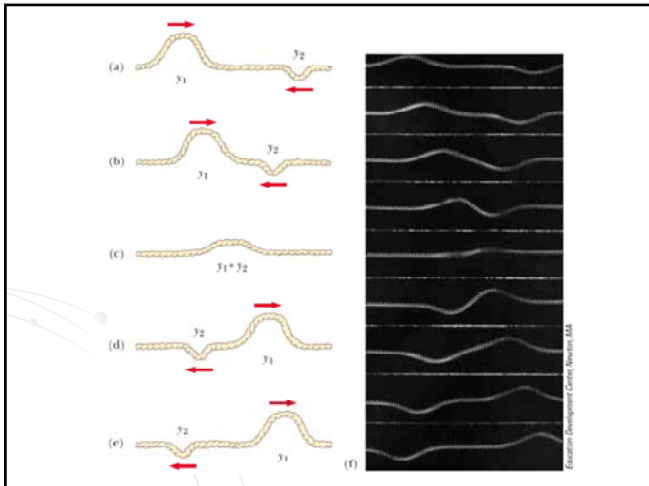 (a)
y₁
y₂
(b)
y₁
y₂
(c)
y₁ + y₂
(d)
y₂
y₁
(e)
y₂
y₁
(f)
Education Development Center, Newton, MA